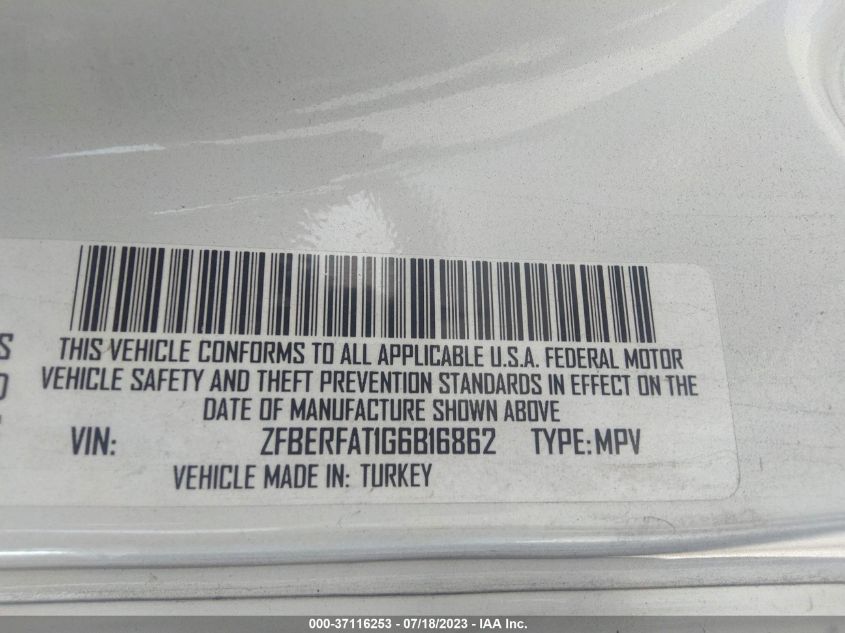 THIS VEHICLE CONFORMS TO ALL APPLICABLE U.S.A. FEDERAL MOTOR
VEHICLE SAFETY AND THEFT PREVENTION STANDARDS IN EFFECT ON THE
DATE OF MANUFACTURE SHOWN ABOVE
VIN: ZFBERFAT1G6B16862 TYPE: MPV
VEHICLE MADE IN: TURKEY
000-37116253 - 07/18/2023 - IAA Inc.